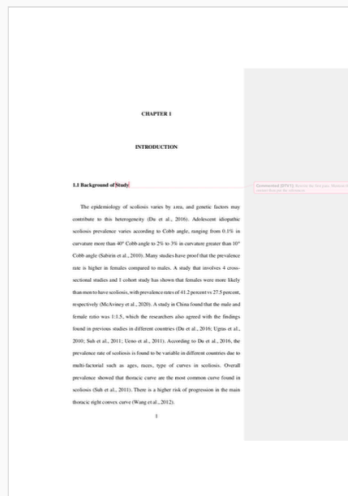 CHAPTER 1
INTRODUCTION
1.1 Background of Study
The epidemiology of scoliosis varies by area, and genetic factors may
contribute to this heterogeneity (Du et al., 2016). Adolescent idiopathic
scoliosis prevalence varies according to Cobb angle, ranging from 0.1% in
curvature more than 40° Cobb angle to 2% to 3% in curvature greater than 10°
Cobb angle (et al., 2010). Many studies have proof that the prevalence
rate is higher in females compared to males. A study that involves 4 cross-
sectional studies and 1 cohort study has shown that females were more likely
than men to have scoliosis, with prevalence rates of 41.2 percent vs 27.5 percent,
respectively (McAviney et al., 2020). A study in China found that the male and
female ratio was 1:1.5, which the researchers also agreed with the findings
found in previous studies in different countries (Du et al., 2016; Ugras et al.,
2010; Suh et al., 2011; Ueno et al., 2011). According to Du et al., 2016, the
prevalence rate of scoliosis is found to be variable in different countries due to
multi-factorial such as ages, races, type of curves in scoliosis. Overall
prevalence showed that thoracic curve are the most common curve found in
scoliosis (Suh et al., 2011). There is a higher risk of progression in the main
thoracic right convex curve (Wang et al., 2012).
1